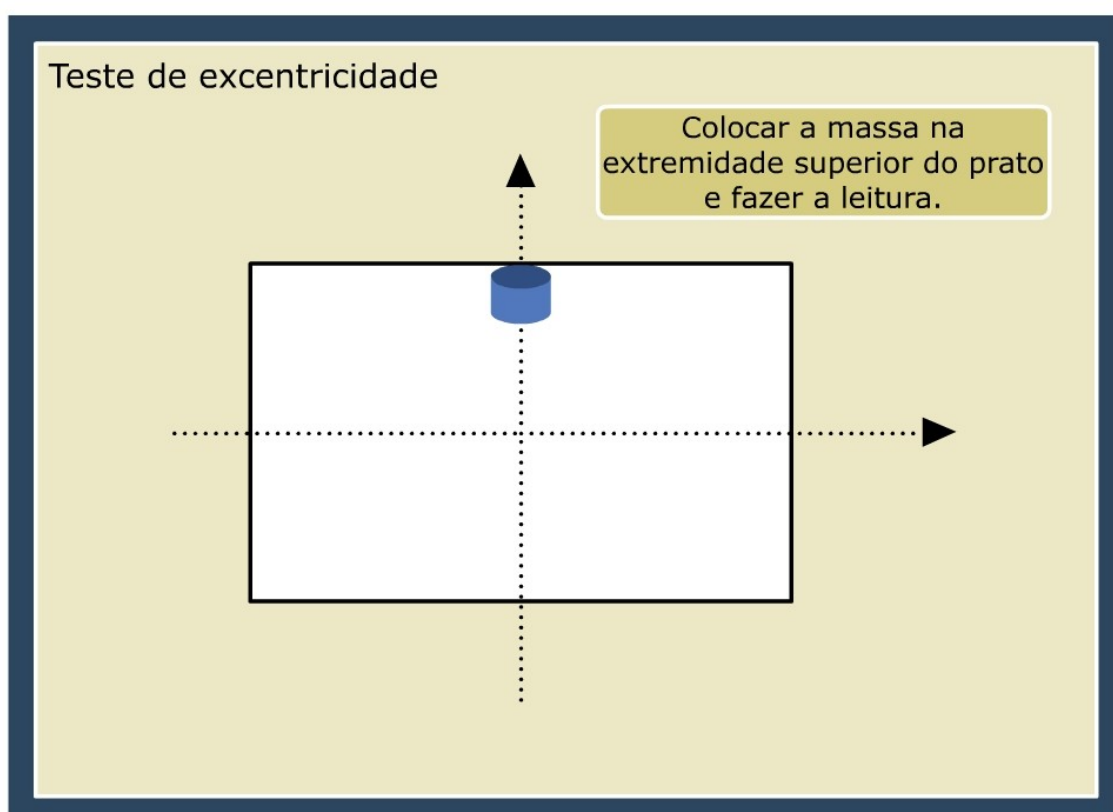 Teste de excentricidade
Colocar a massa na
extremidade superior do prato
e fazer a leitura.